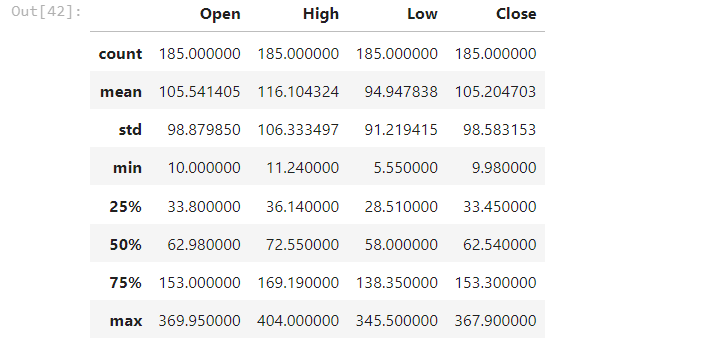 Out[42]:
Open High Low Close
count 185.000000 185.000000 185.000000 185.000000
mean 105.541405 116.104324 94.947838 105.204703
std 98.879850 106.333497 91.219415 98.583153
min 10.000000 11.240000 5.550000 9.980000
25% 33.800000 36.140000 28.510000 33.450000
50% 62.980000 72.550000 58.000000 62.540000
75% 153.000000 169.190000 138.350000 153.300000
max 369.950000 404.000000 345.500000 367.900000